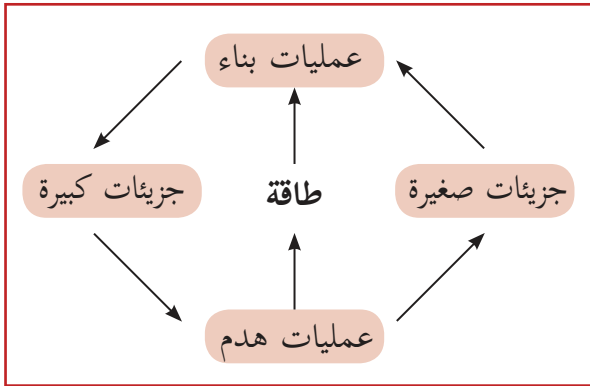 عمليات بناء
جزيئات صغيرة
طاقة
جزيئات كبيرة
عمليات هدم